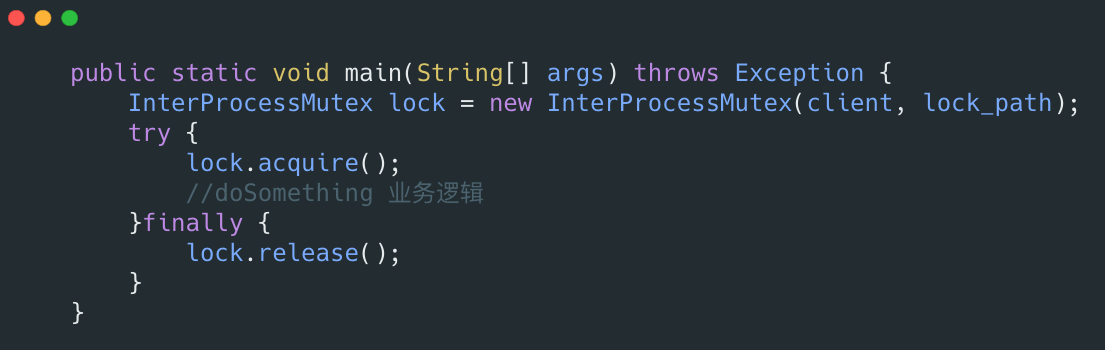 public static void main(String[] args) throws Exception {
    InterProcessMutex lock = new InterProcessMutex(client, lock_path);
    try {
        lock.acquire();
        //doSomething 业务逻辑
    }finally {
        lock.release();
    }
}